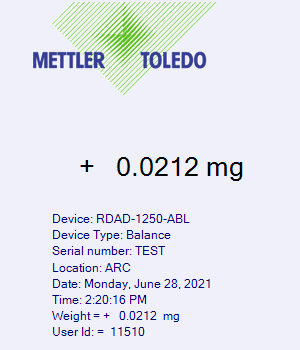 METTLER TOLEDO
+ 0.0212 mg
Device: RDAD-1250-ABL
Device Type: Balance
Serial number: TEST
Location: ARC
Date: Monday, June 28, 2021
Time: 2:20:16 PM
Weight = + 0.0212 mg
User Id: = 11510